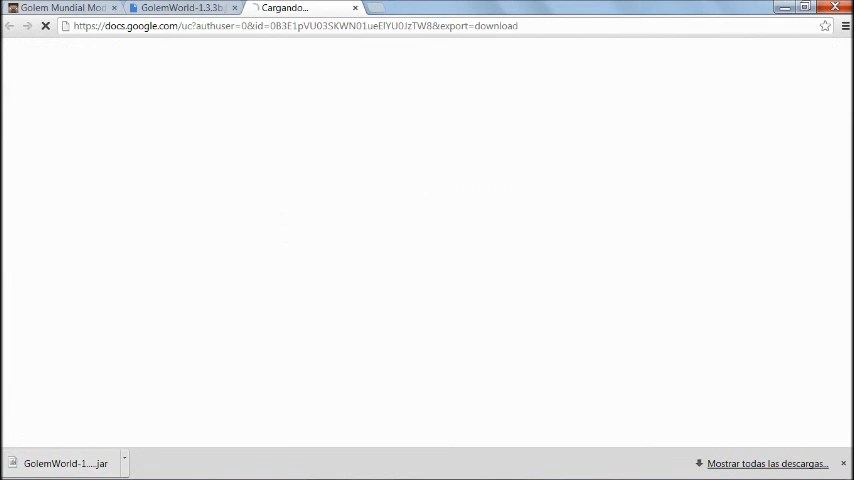 Golem Mundial Mod
GolemWorld-1.3.3b.j
Cargando...
https://docs.google.com/uc?authuser=0&id=0B3E1pVU03SKWN01ueElYU0JzTW8&export=download
GolemWorld-1.....jar
Mostrar todas las descargas...